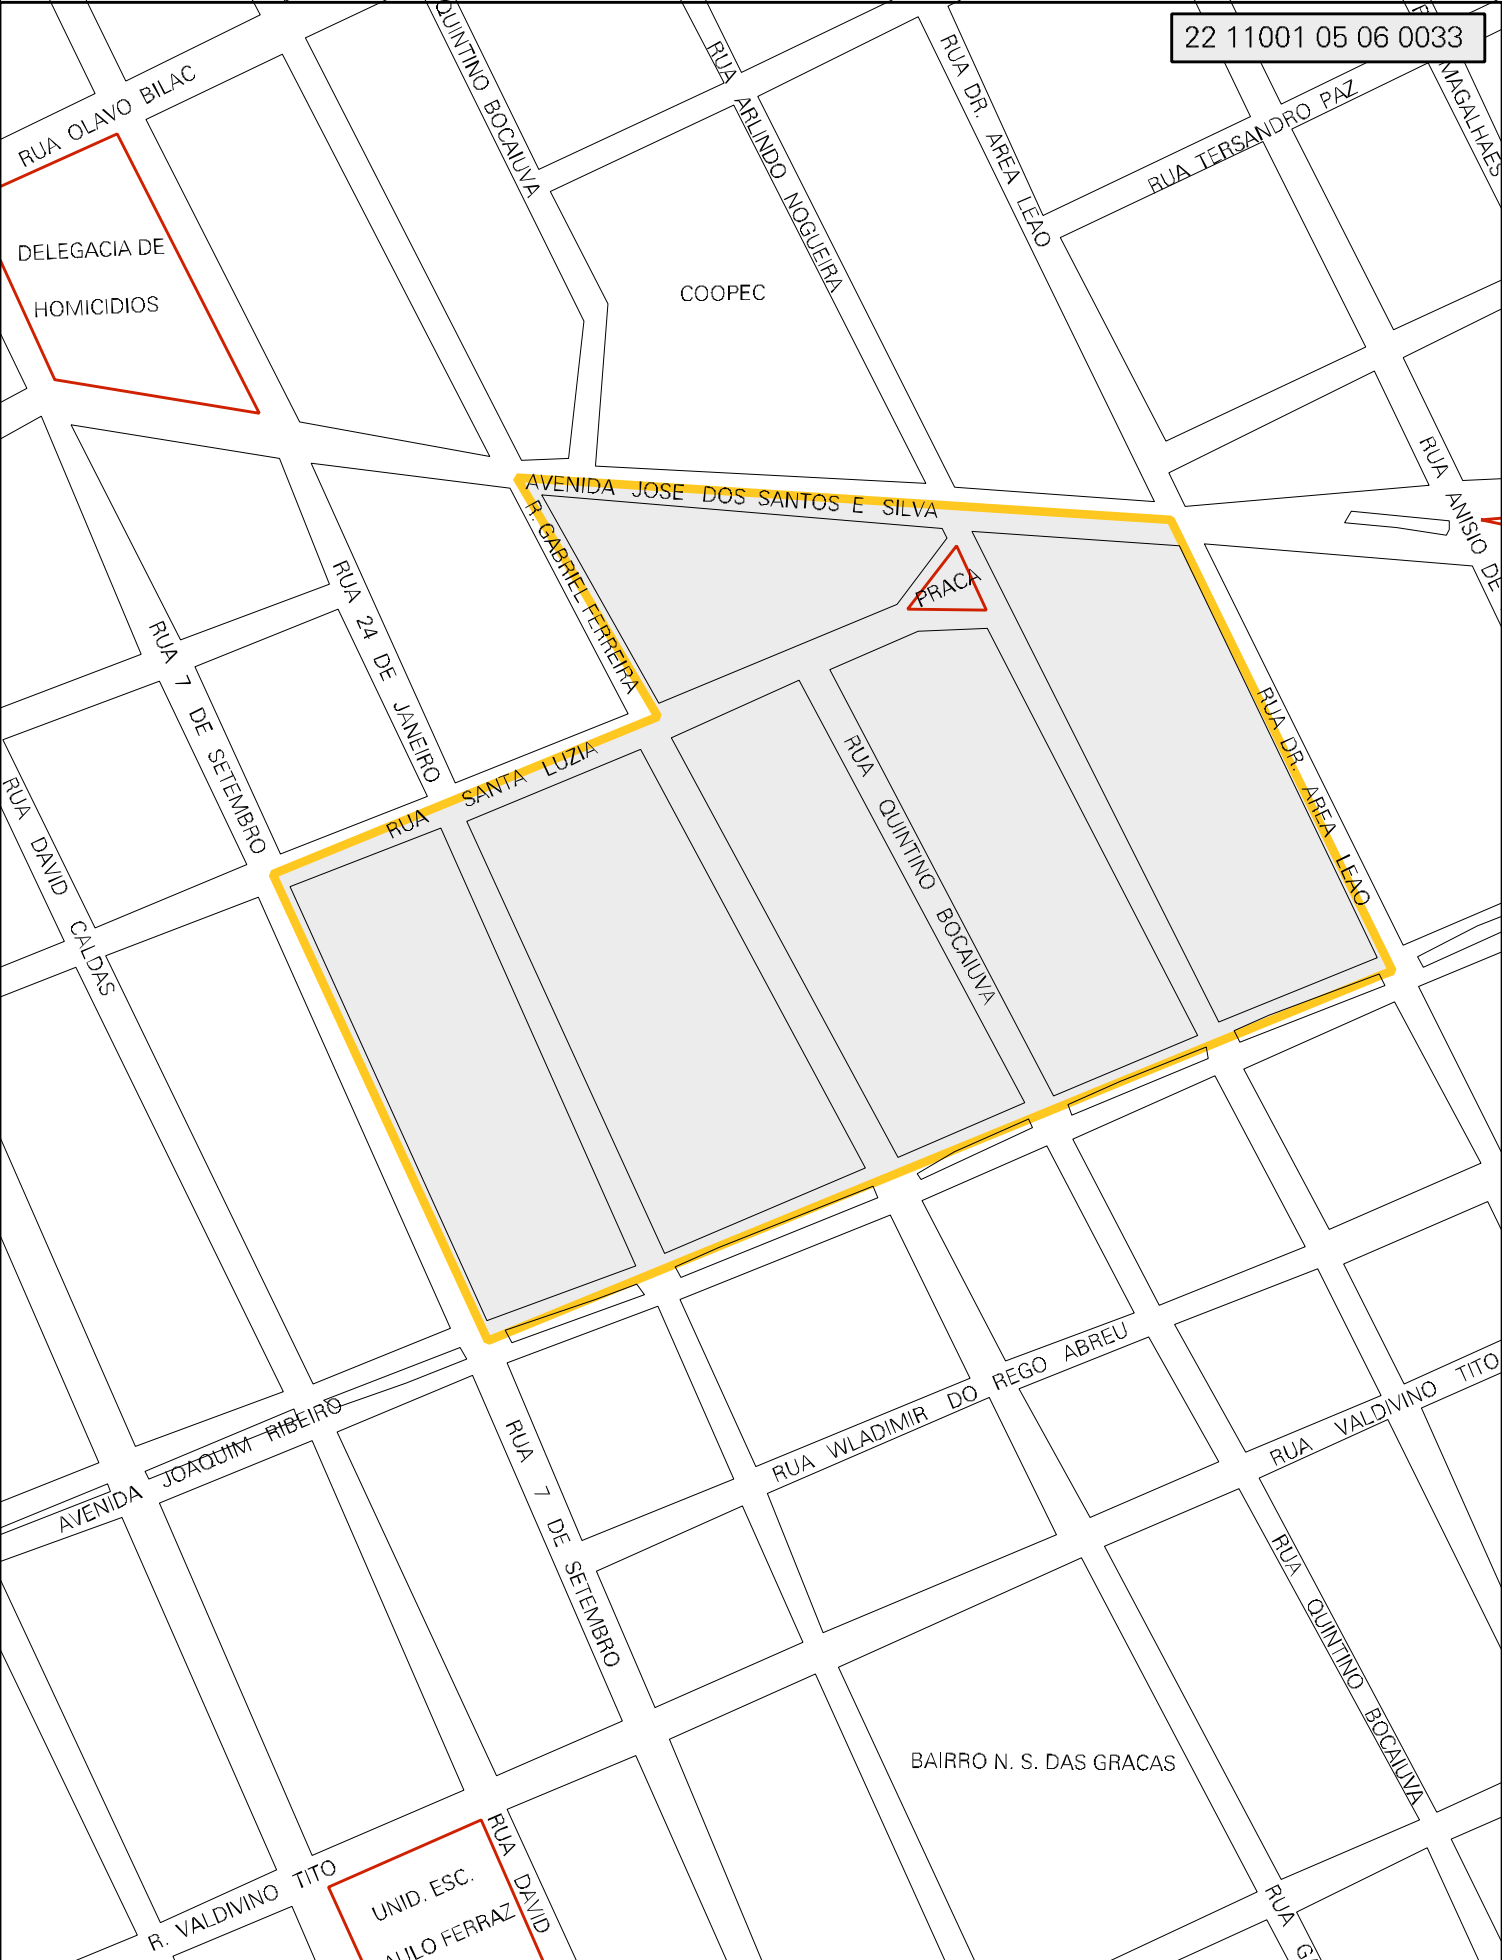 22 11001 05 06 0033
RUA OLAVO BILAC
QUINTINO BOCAIUVA
RUA ARLINDO NOGUEIRA
RUA DR. AREA LEAO
RUA TERSANDRO PAZ
MAGALHAES
DELEGACIA DE
HOMICIDIOS
COOPEC
AVENIDA JOSE DOS SANTOS E SILVA
R. GABRIEL FERREIRA
RUA ANISIO DE
PRACA
RUA 24 DE JANEIRO
RUA 7 DE SETEMBRO
RUA DAVID CALDAS
RUA SANTA LUZIA
RUA QUINTINO BOCAIUVA
RUA DR. AREA LEAO
AVENIDA JOAQUIM RIBEIRO
RUA 7 DE SETEMBRO
RUA WLADIMIR DO REGO ABREU
RUA VALDIVINO TITO
RUA QUINTINO BOCAIUVA
BAIRRO N. S. DAS GRACAS
R. VALDIVINO TITO
UNID. ESC.
AULO FERRAZ
RUA DAVID
RUA G